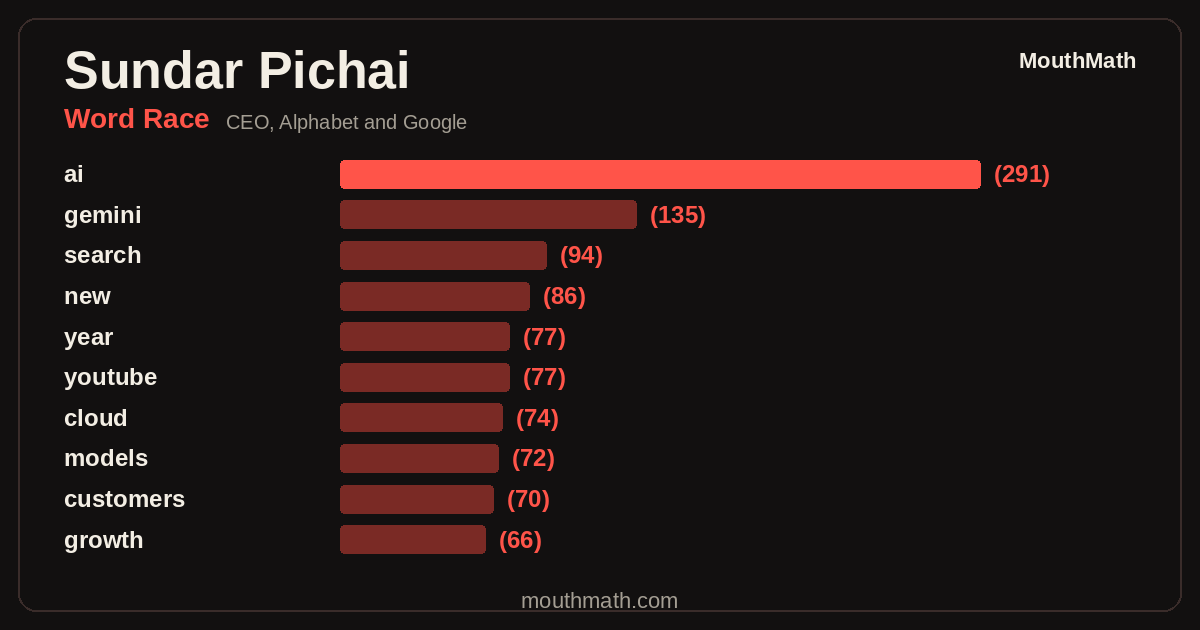 Sundar Pichai
MouthMath
Word Race CEO, Alphabet and Google
ai (291)
gemini (135)
search (94)
new (86)
year (77)
youtube (77)
cloud (74)
models (72)
customers (70)
growth (66)
mouthmath.com